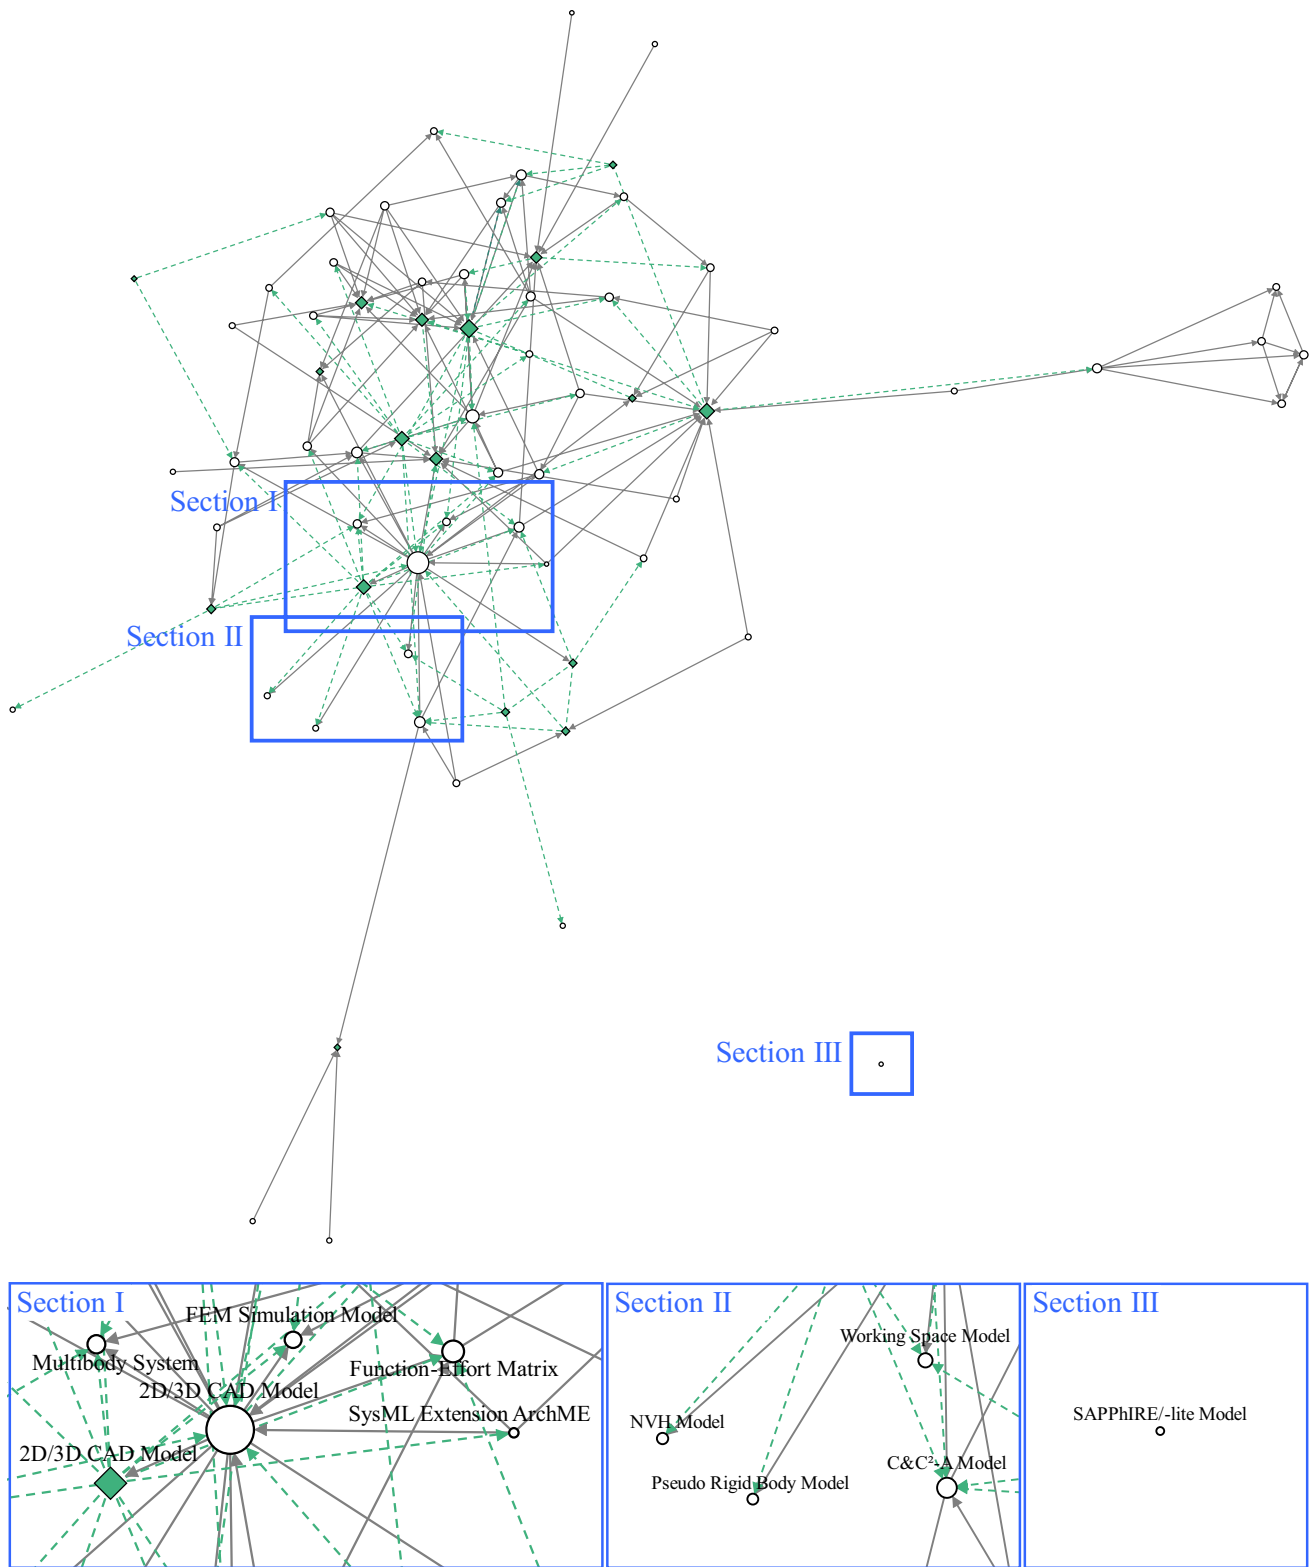 Section I
Section II
Section III
Section I
FEM Simulation Model
Multibody System
Function-Effort Matrix
2D/3D CAD Model
SysML Extension ArchME
2D/3D CAD Model
Section II
Working Space Model
NVH Model
C&C²-A Model
Pseudo Rigid Body Model
Section III
SAPPhIRE/-lite Model